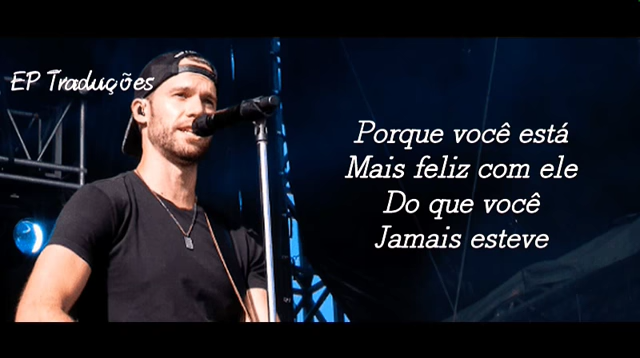 EP Traduções
Porque você está
Mais feliz com ele
Do que você
Jamais esteve